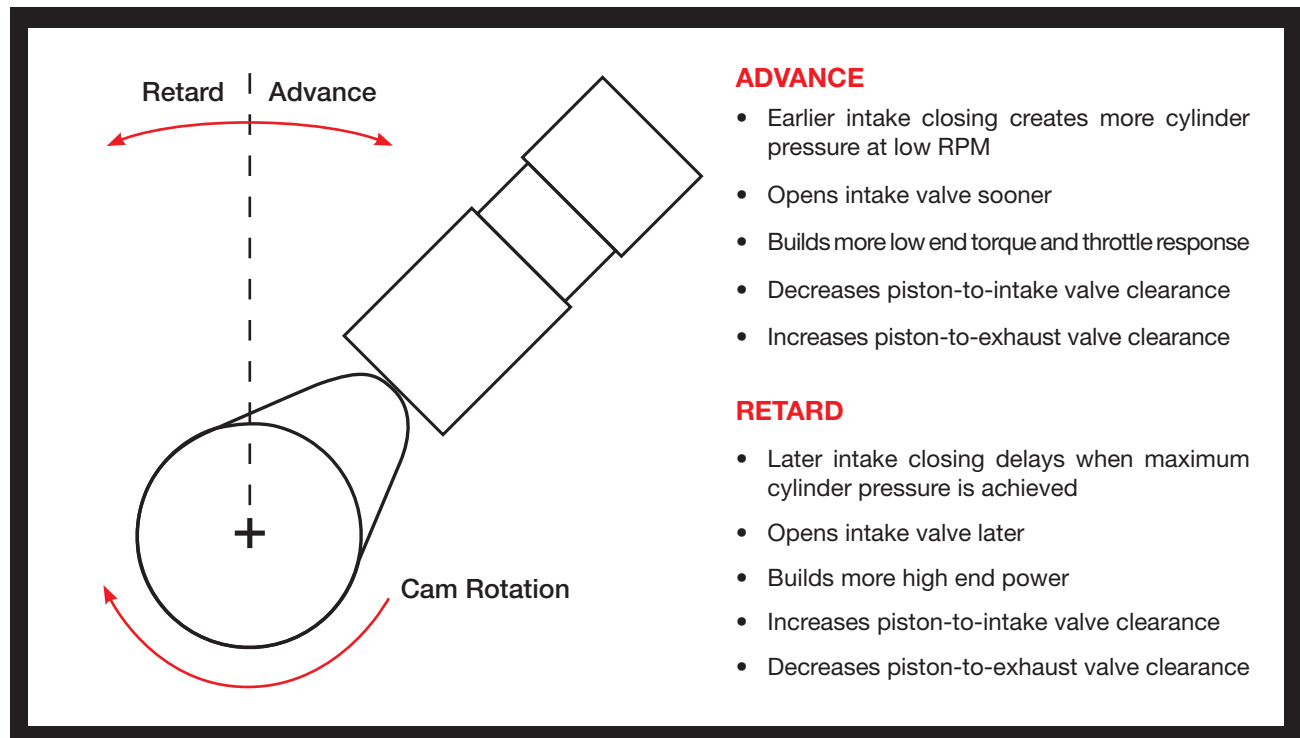 Retard
Advance
Cam Rotation
ADVANCE
• Earlier intake closing creates more cylinder
pressure at low RPM
• Opens intake valve sooner
• Builds more low end torque and throttle response
• Decreases piston-to-intake valve clearance
• Increases piston-to-exhaust valve clearance
RETARD
• Later intake closing delays when maximum
cylinder pressure is achieved
• Opens intake valve later
• Builds more high end power
• Increases piston-to-intake valve clearance
• Decreases piston-to-exhaust valve clearance